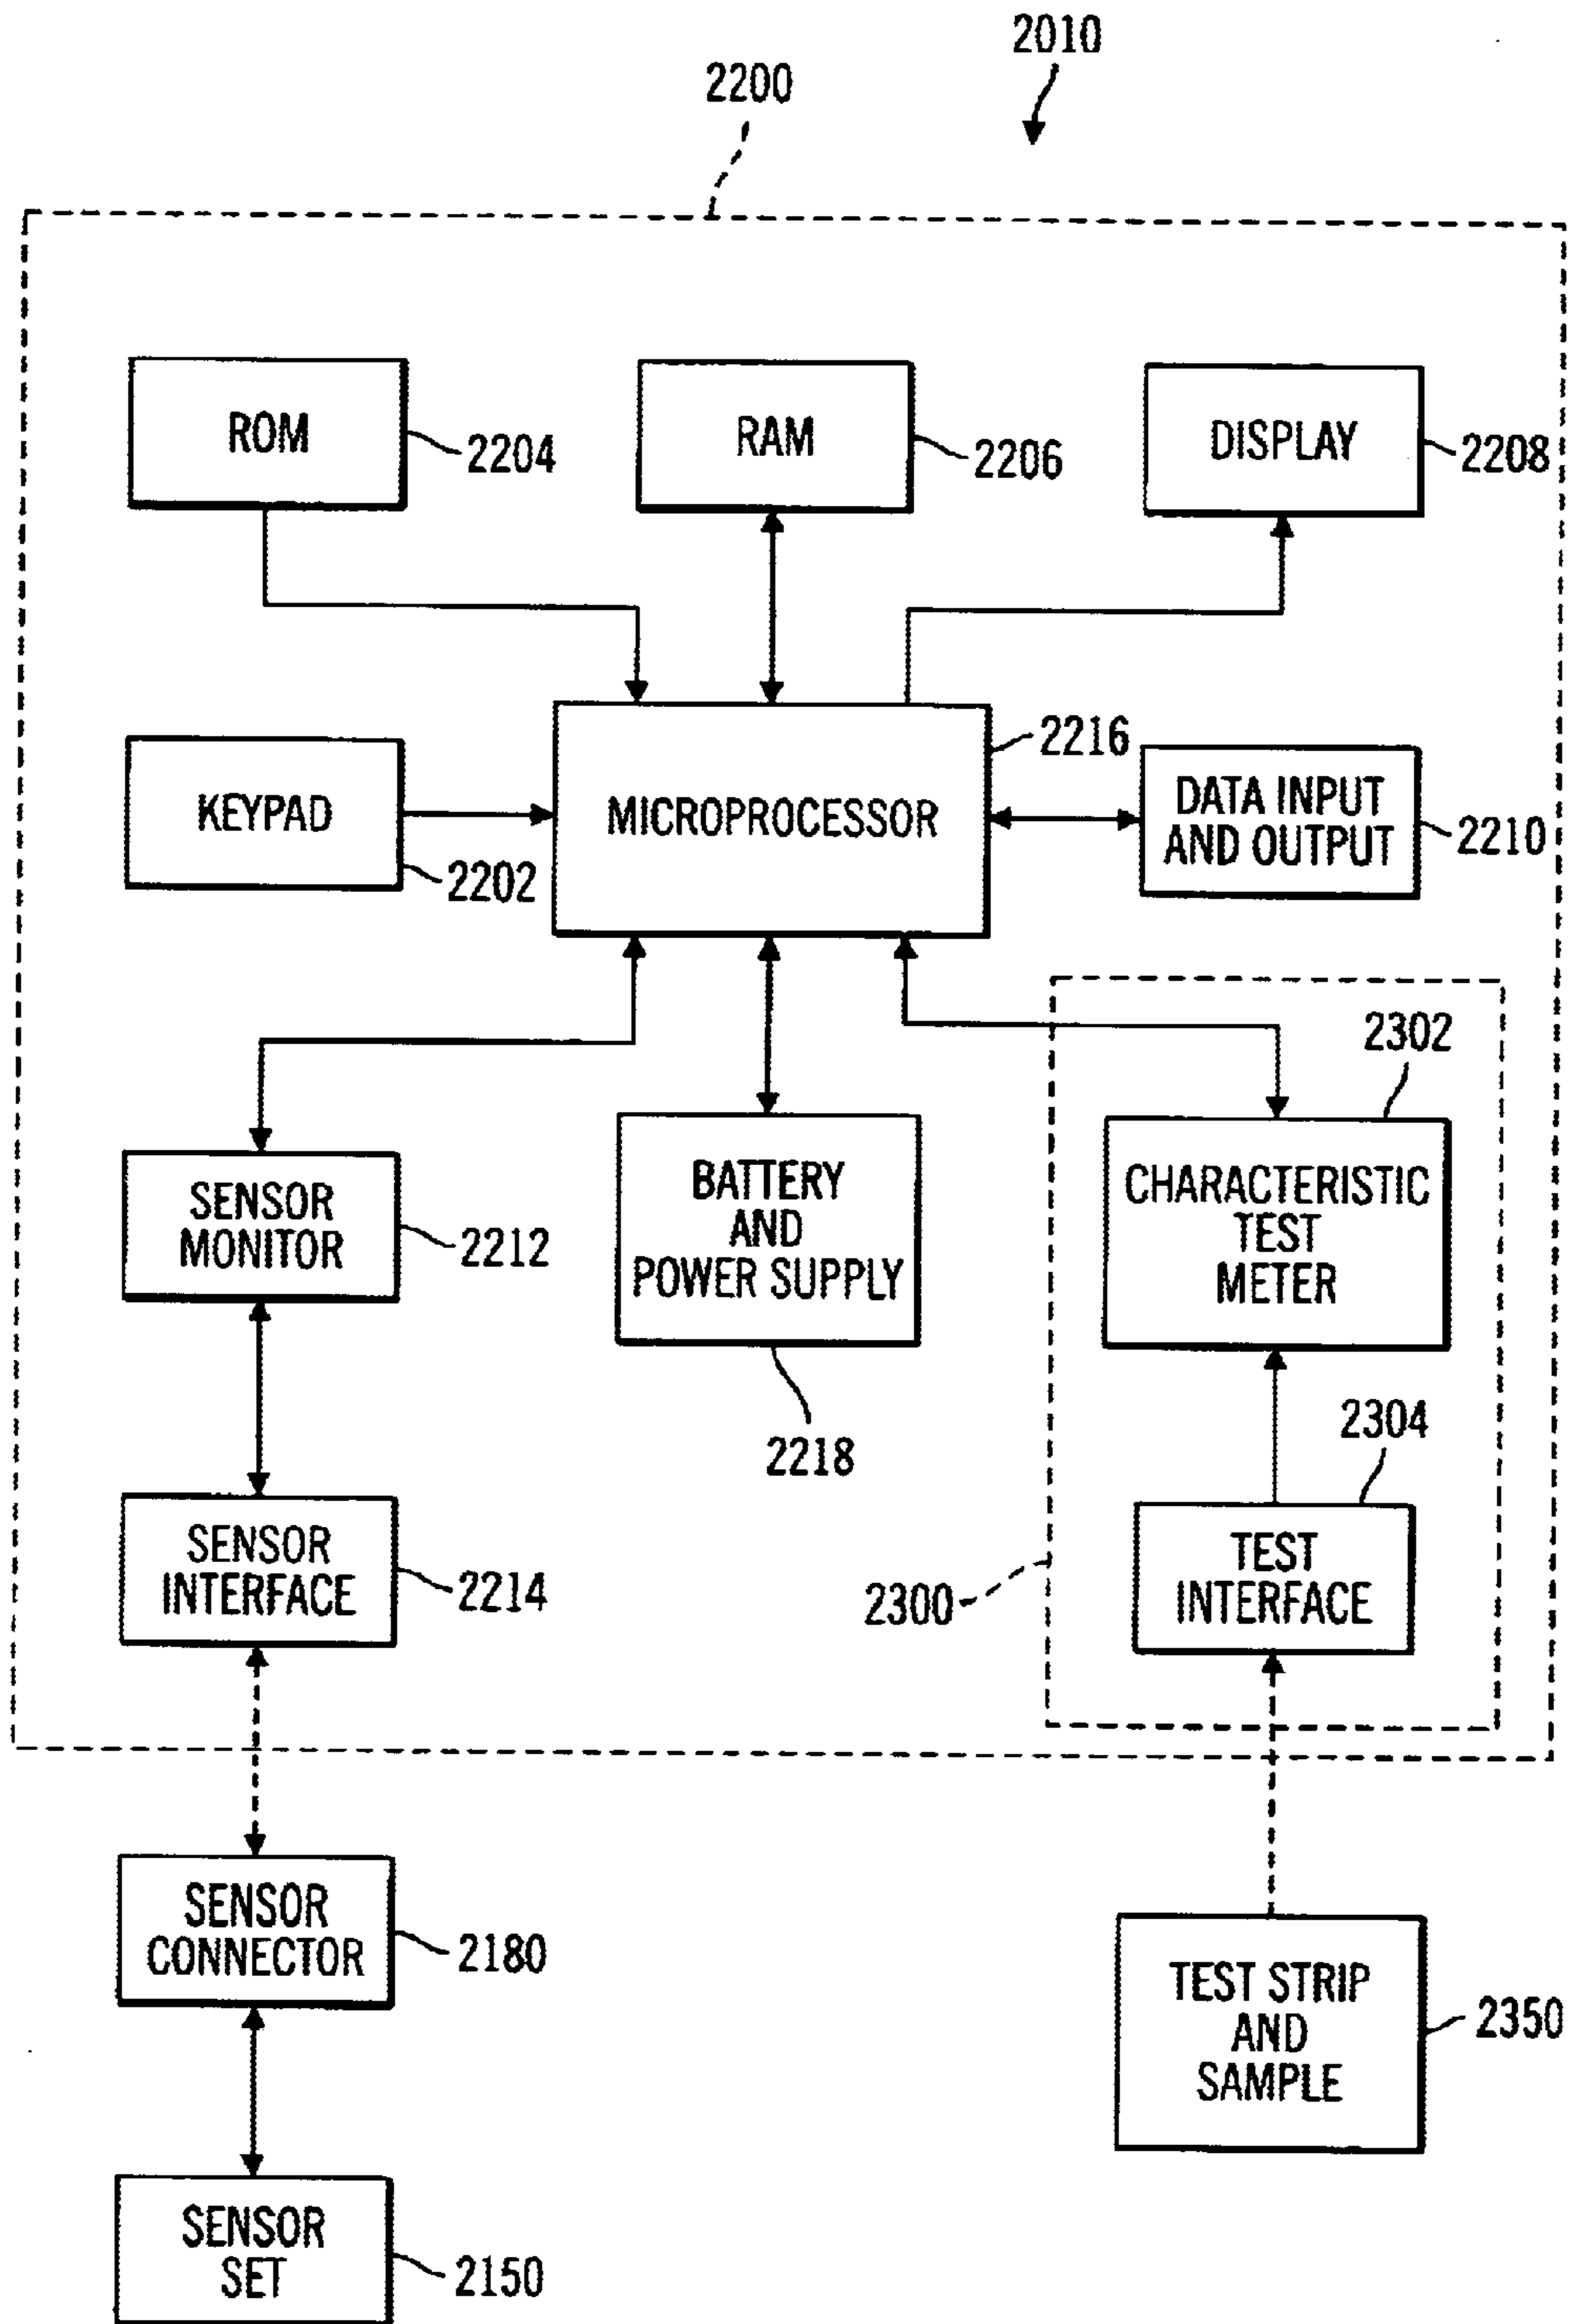 2010
2200
ROM
2204
RAM
2206
DISPLAY
2208
KEYPAD
2202
MICROPROCESSOR
2216
DATA INPUT
AND OUTPUT
2210
SENSOR
MONITOR
2212
BATTERY
AND
POWER SUPPLY
2218
2302
CHARACTERISTIC
TEST
METER
2304
SENSOR
INTERFACE
2214
2300
TEST
INTERFACE
SENSOR
CONNECTOR
2180
TEST STRIP
AND
SAMPLE
2350
SENSOR
SET
2150